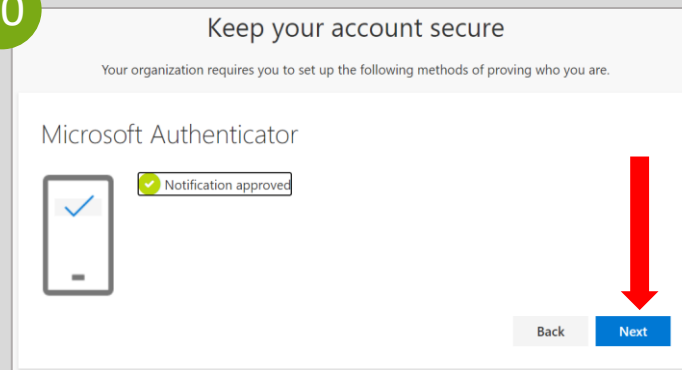 0
Keep your account secure
Your organization requires you to set up the following methods of proving who you are.
Microsoft Authenticator
Notification approved
Back Next